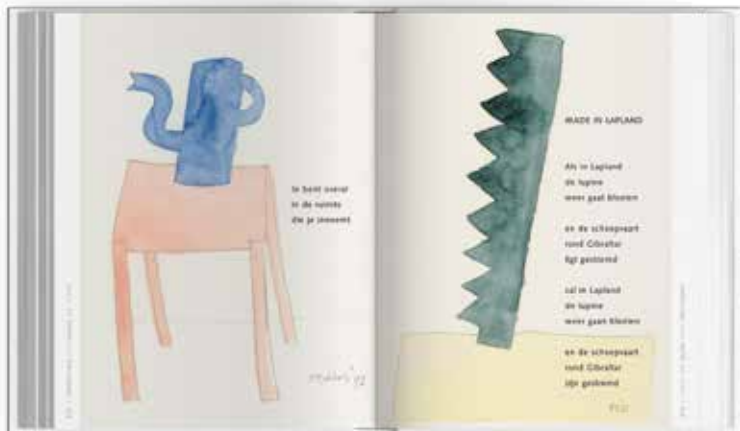 Je bent overal
in de ruimte
die je inneemt
MADE IN LAPLAND
Als in Lapland
de lupine
weer gaat bloeien
en de scheepvaart
rond Gibraltar
ligt gestremd
zal in Lapland
de lupine
weer gaan bloeien
en de scheepvaart
rond Gibraltar
zijn gestremd